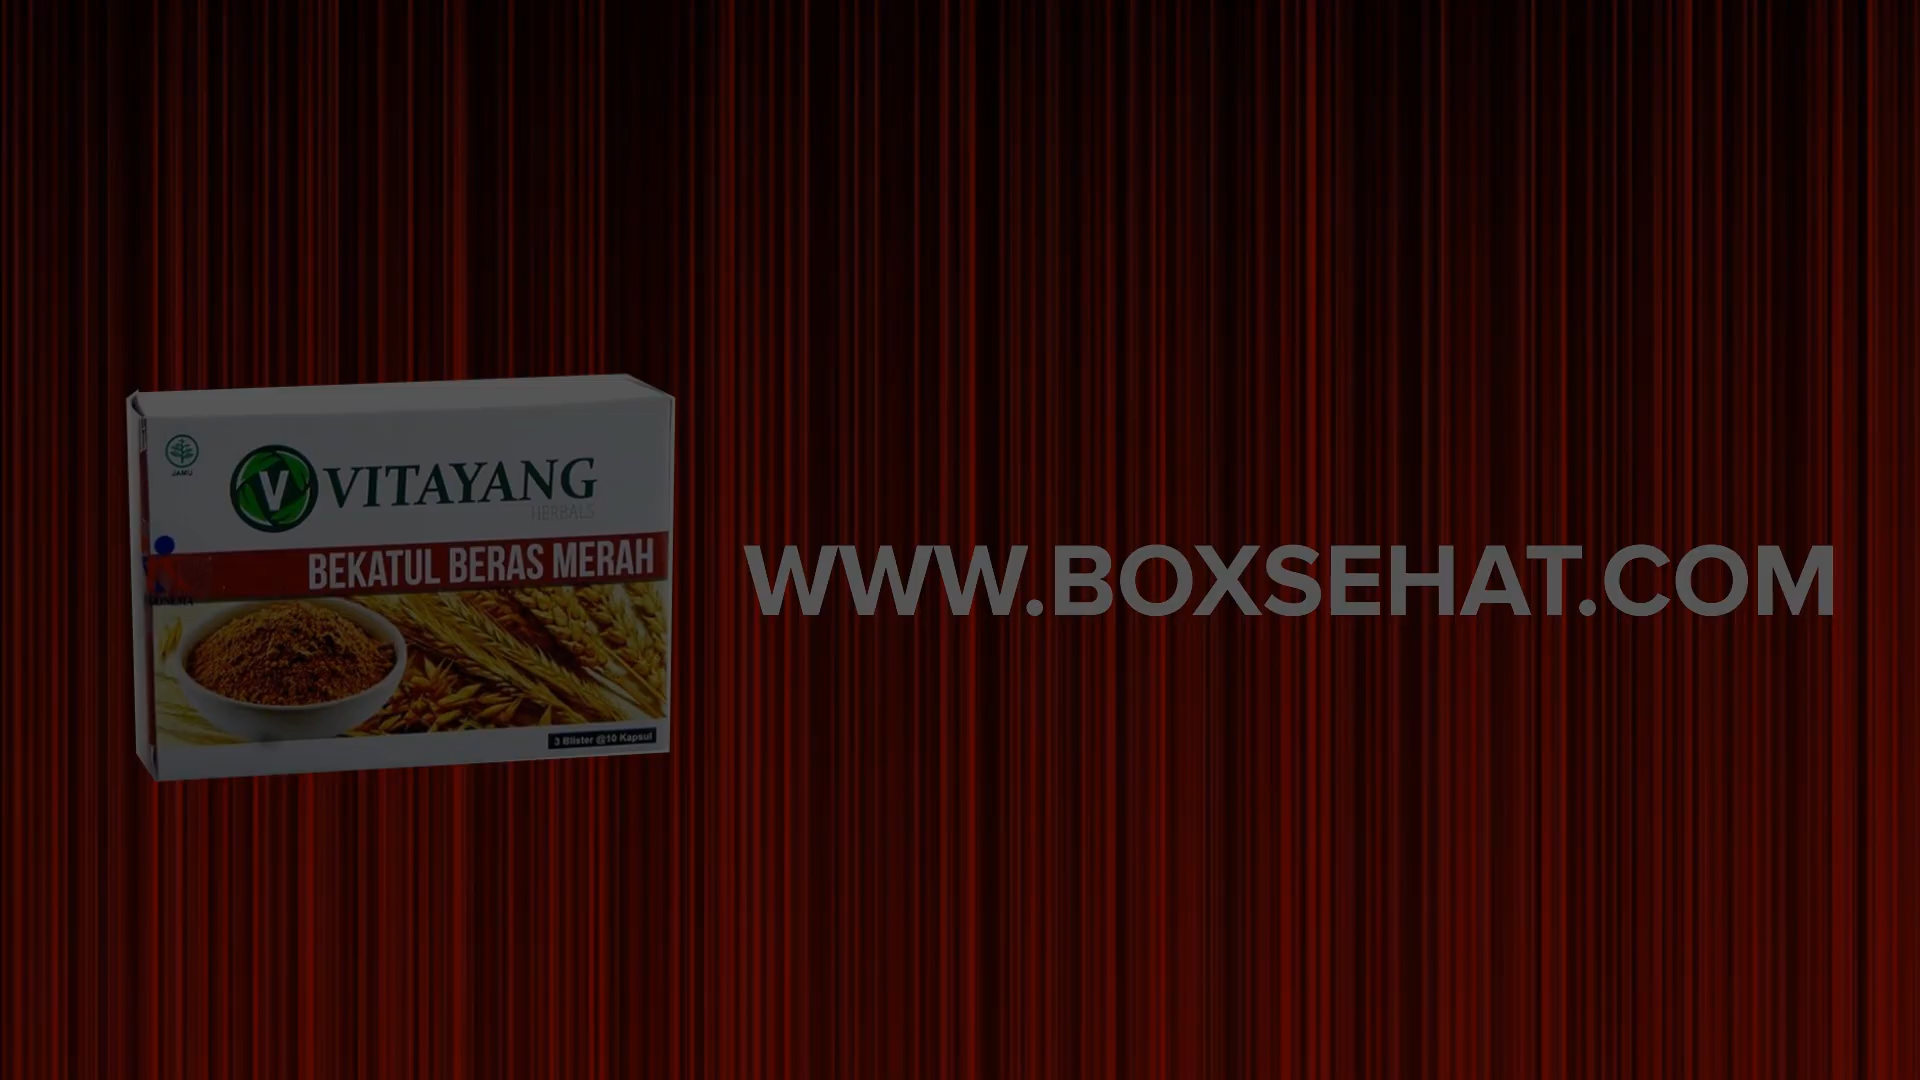 JAMU
V VITAYANG
HERBALS
BEKATUL BERAS MERAH
WWW.BOXSEHAT.COM
3 Blister @10 Kapsul